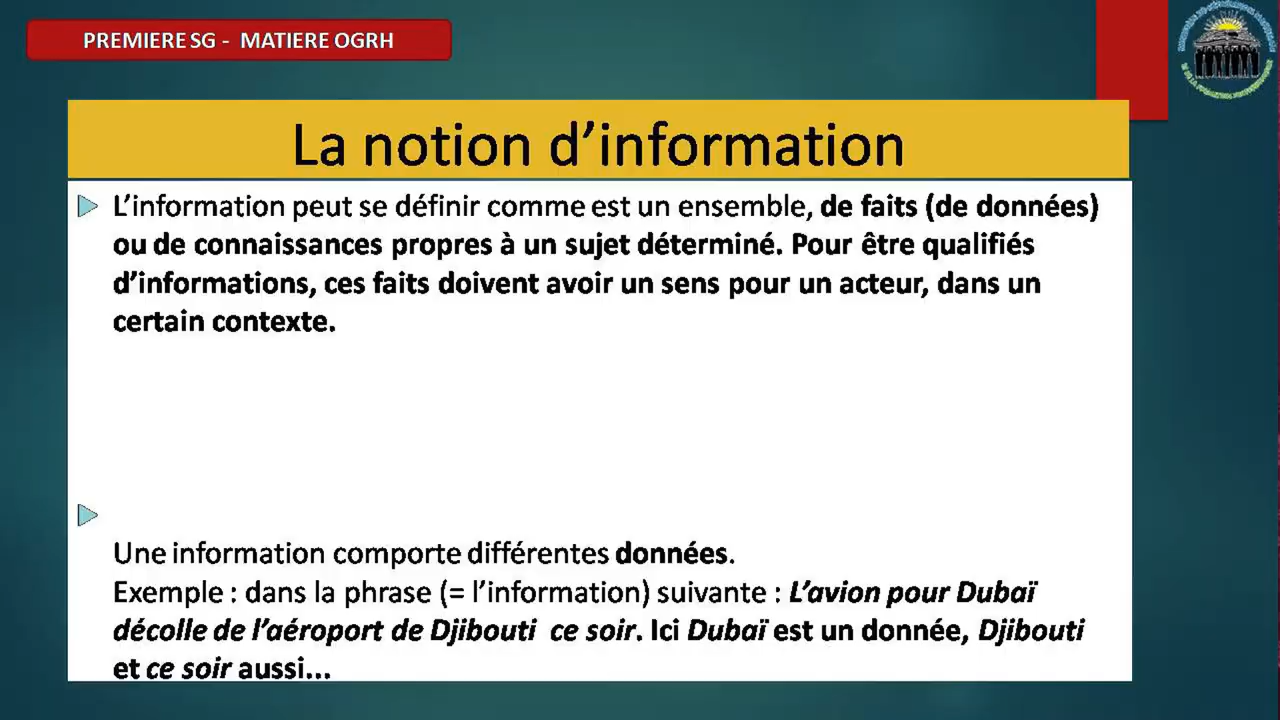 PREMIERE SG - MATIERE OGRH
La notion d’information
L’information peut se définir comme est un ensemble, de faits (de données)
ou de connaissances propres à un sujet déterminé. Pour être qualifiés
d’informations, ces faits doivent avoir un sens pour un acteur, dans un
certain contexte.
Une information comporte différentes données.
Exemple : dans la phrase (= l’information) suivante : L’avion pour Dubaï
décolle de l’aéroport de Djibouti ce soir. Ici Dubaï est un donnée, Djibouti
et ce soir aussi...